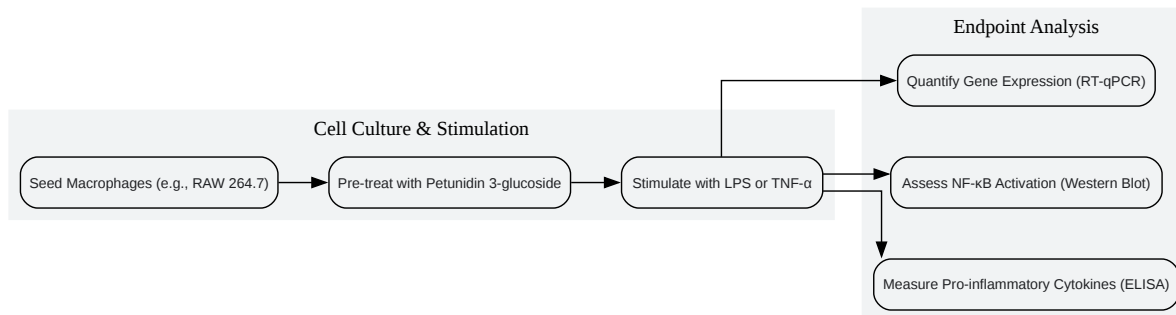 Cell Culture & Stimulation
Seed Macrophages (e.g., RAW 264.7)
Pre-treat with Petunidin 3-glucoside
Stimulate with LPS or TNF-α
Endpoint Analysis
Quantify Gene Expression (RT-qPCR)
Assess NF-κB Activation (Western Blot)
Measure Pro-inflammatory Cytokines (ELISA)